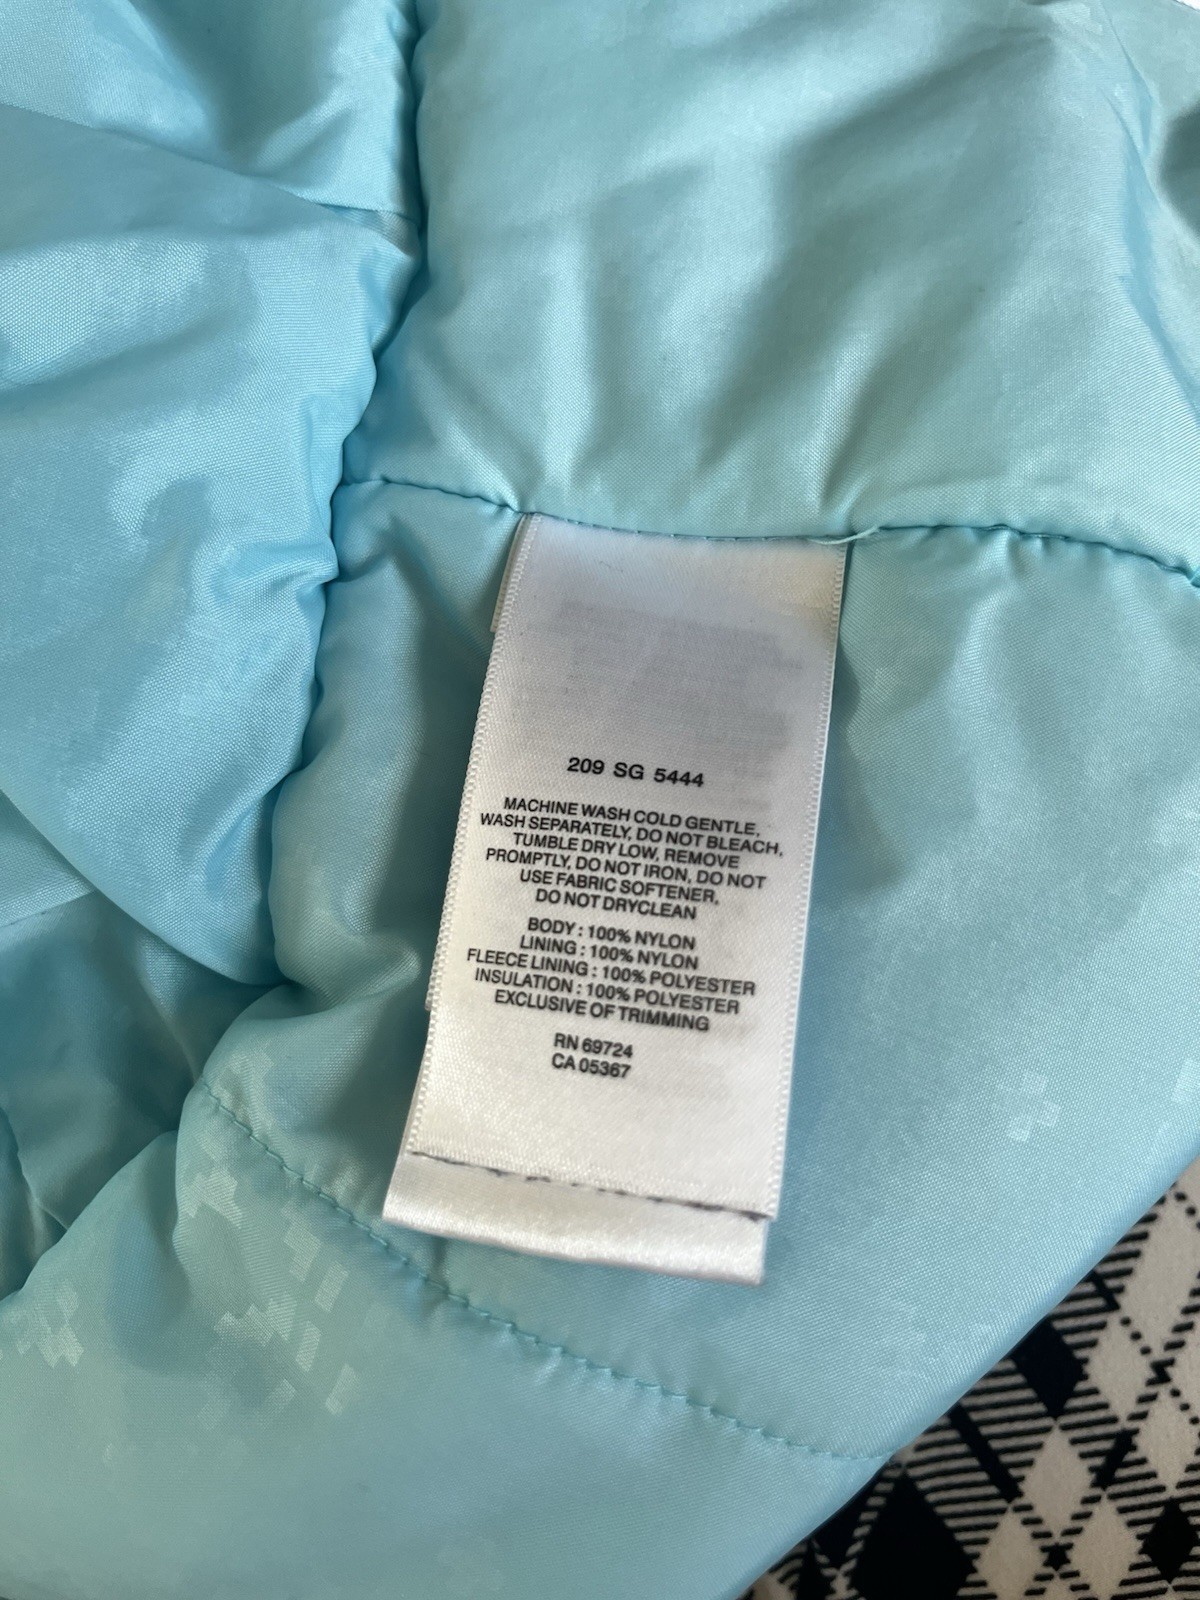 209 SG 5444
MACHINE WASH COLD GENTLE,
WASH SEPARATELY, DO NOT BLEACH,
TUMBLE DRY LOW, REMOVE
PROMPTLY, DO NOT IRON, DO NOT
USE FABRIC SOFTENER,
DO NOT DRYCLEAN
BODY : 100% NYLON
LINING : 100% NYLON
FLEECE LINING : 100% POLYESTER
INSULATION : 100% POLYESTER
EXCLUSIVE OF TRIMMING
RN 69724
CA 05367